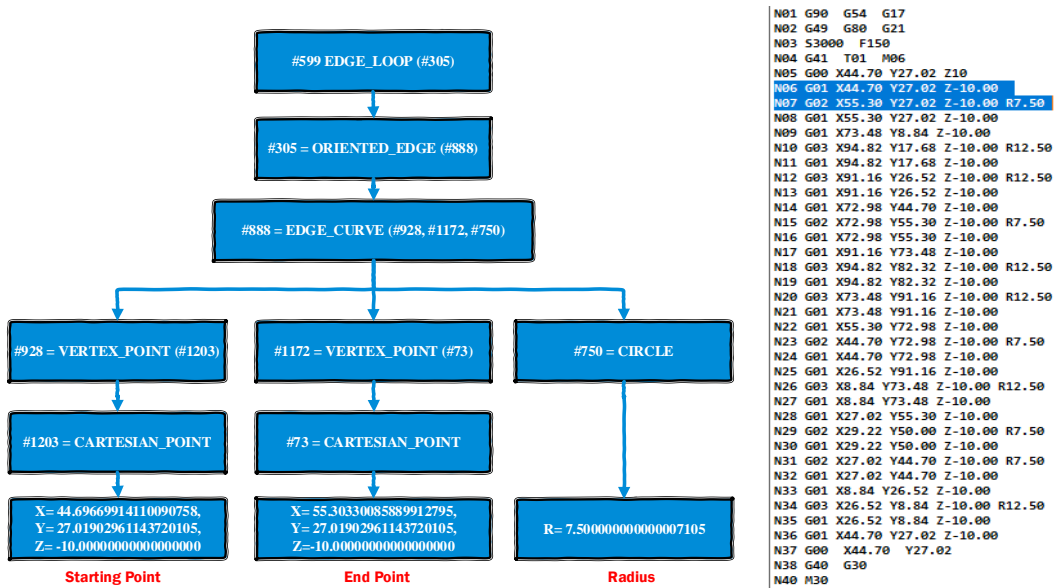 #599 EDGE_LOOP (#305)
#305 = ORIENTED_EDGE (#888)
#888 = EDGE_CURVE (#928, #1172, #750)
#928 = VERTEX_POINT (#1203)
#1172 = VERTEX_POINT (#73)
#750 = CIRCLE
#1203 = CARTESIAN_POINT
#73 = CARTESIAN_POINT
X= 44.69669914110090758,
Y= 27.01902961143720105,
Z= -10.00000000000000000
X= 55.30330085889912795,
Y= 27.01902961143720105,
Z=-10.00000000000000000
R= 7.500000000000007105
Starting Point
End Point
Radius
N01 G90 G54 G17
N02 G49 G80 G21
N03 S3000 F150
N04 G41 T01 M06
N05 G00 X44.70 Y27.02 Z10
N06 G01 X44.70 Y27.02 Z-10.00
N07 G02 X55.30 Y27.02 Z-10.00 R7.50
N08 G01 X55.30 Y27.02 Z-10.00
N09 G01 X73.48 Y8.84 Z-10.00
N10 G03 X94.82 Y17.68 Z-10.00 R12.50
N11 G01 X94.82 Y17.68 Z-10.00
N12 G03 X91.16 Y26.52 Z-10.00 R12.50
N13 G01 X91.16 Y26.52 Z-10.00
N14 G01 X72.98 Y44.70 Z-10.00
N15 G02 X72.98 Y55.30 Z-10.00 R7.50
N16 G01 X72.98 Y55.30 Z-10.00
N17 G01 X91.16 Y73.48 Z-10.00
N18 G03 X94.82 Y82.32 Z-10.00 R12.50
N19 G01 X94.82 Y82.32 Z-10.00
N20 G03 X73.48 Y91.16 Z-10.00 R12.50
N21 G01 X73.48 Y91.16 Z-10.00
N22 G01 X55.30 Y72.98 Z-10.00
N23 G02 X44.70 Y72.98 Z-10.00 R7.50
N24 G01 X44.70 Y72.98 Z-10.00
N25 G01 X26.52 Y91.16 Z-10.00
N26 G03 X8.84 Y73.48 Z-10.00 R12.50
N27 G01 X8.84 Y73.48 Z-10.00
N28 G01 X27.02 Y55.30 Z-10.00
N29 G02 X29.22 Y50.00 Z-10.00 R7.50
N30 G01 X29.22 Y50.00 Z-10.00
N31 G02 X27.02 Y44.70 Z-10.00 R7.50
N32 G01 X27.02 Y44.70 Z-10.00
N33 G01 X8.84 Y26.52 Z-10.00
N34 G03 X26.52 Y8.84 Z-10.00 R12.50
N35 G01 X26.52 Y8.84 Z-10.00
N36 G01 X44.70 Y27.02 Z-10.00
N37 G00 X44.70 Y27.02
N38 G40 G30
N40 M30